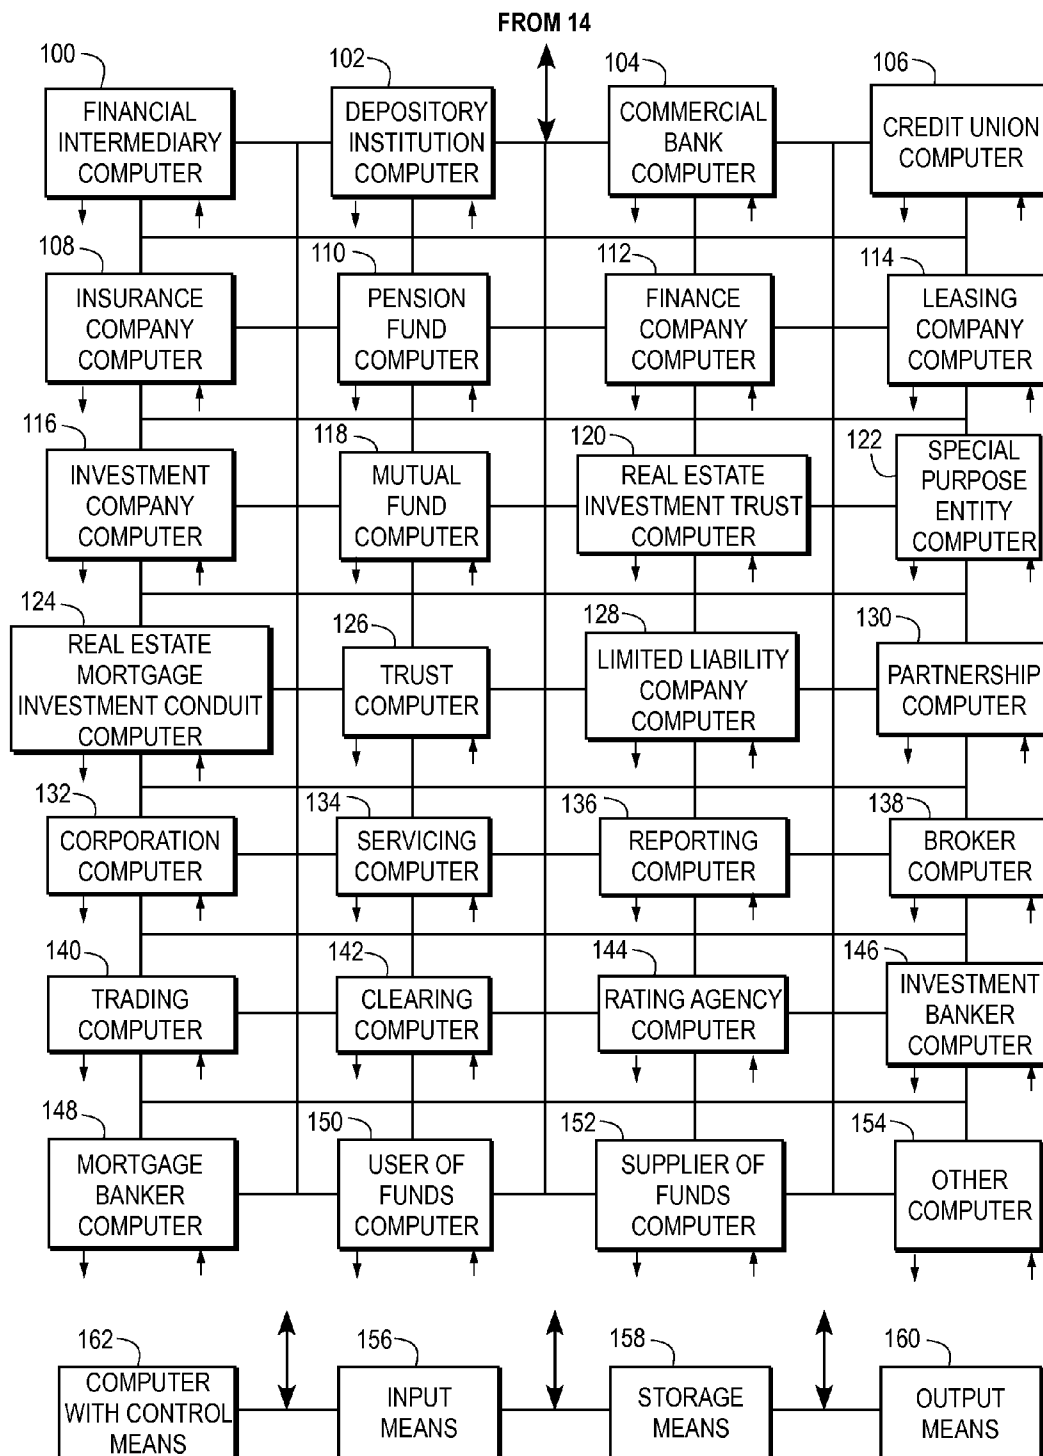 FROM 14
100
FINANCIAL
INTERMEDIARY
COMPUTER
102
DEPOSITORY
INSTITUTION
COMPUTER
104
COMMERCIAL
BANK
COMPUTER
106
CREDIT UNION
COMPUTER
108
INSURANCE
COMPANY
COMPUTER
110
PENSION
FUND
COMPUTER
112
FINANCE
COMPANY
COMPUTER
114
LEASING
COMPANY
COMPUTER
116
INVESTMENT
COMPANY
COMPUTER
118
MUTUAL
FUND
COMPUTER
120
REAL ESTATE
INVESTMENT TRUST
COMPUTER
122
SPECIAL
PURPOSE
ENTITY
COMPUTER
124
REAL ESTATE
MORTGAGE
INVESTMENT CONDUIT
COMPUTER
126
TRUST
COMPUTER
128
LIMITED LIABILITY
COMPANY
COMPUTER
130
PARTNERSHIP
COMPUTER
132
CORPORATION
COMPUTER
134
SERVICING
COMPUTER
136
REPORTING
COMPUTER
138
BROKER
COMPUTER
140
TRADING
COMPUTER
142
CLEARING
COMPUTER
144
RATING AGENCY
COMPUTER
146
INVESTMENT
BANKER
COMPUTER
148
MORTGAGE
BANKER
COMPUTER
150
USER OF
FUNDS
COMPUTER
152
SUPPLIER OF
FUNDS
COMPUTER
154
OTHER
COMPUTER
162
COMPUTER
WITH CONTROL
MEANS
156
INPUT
MEANS
158
STORAGE
MEANS
160
OUTPUT
MEANS